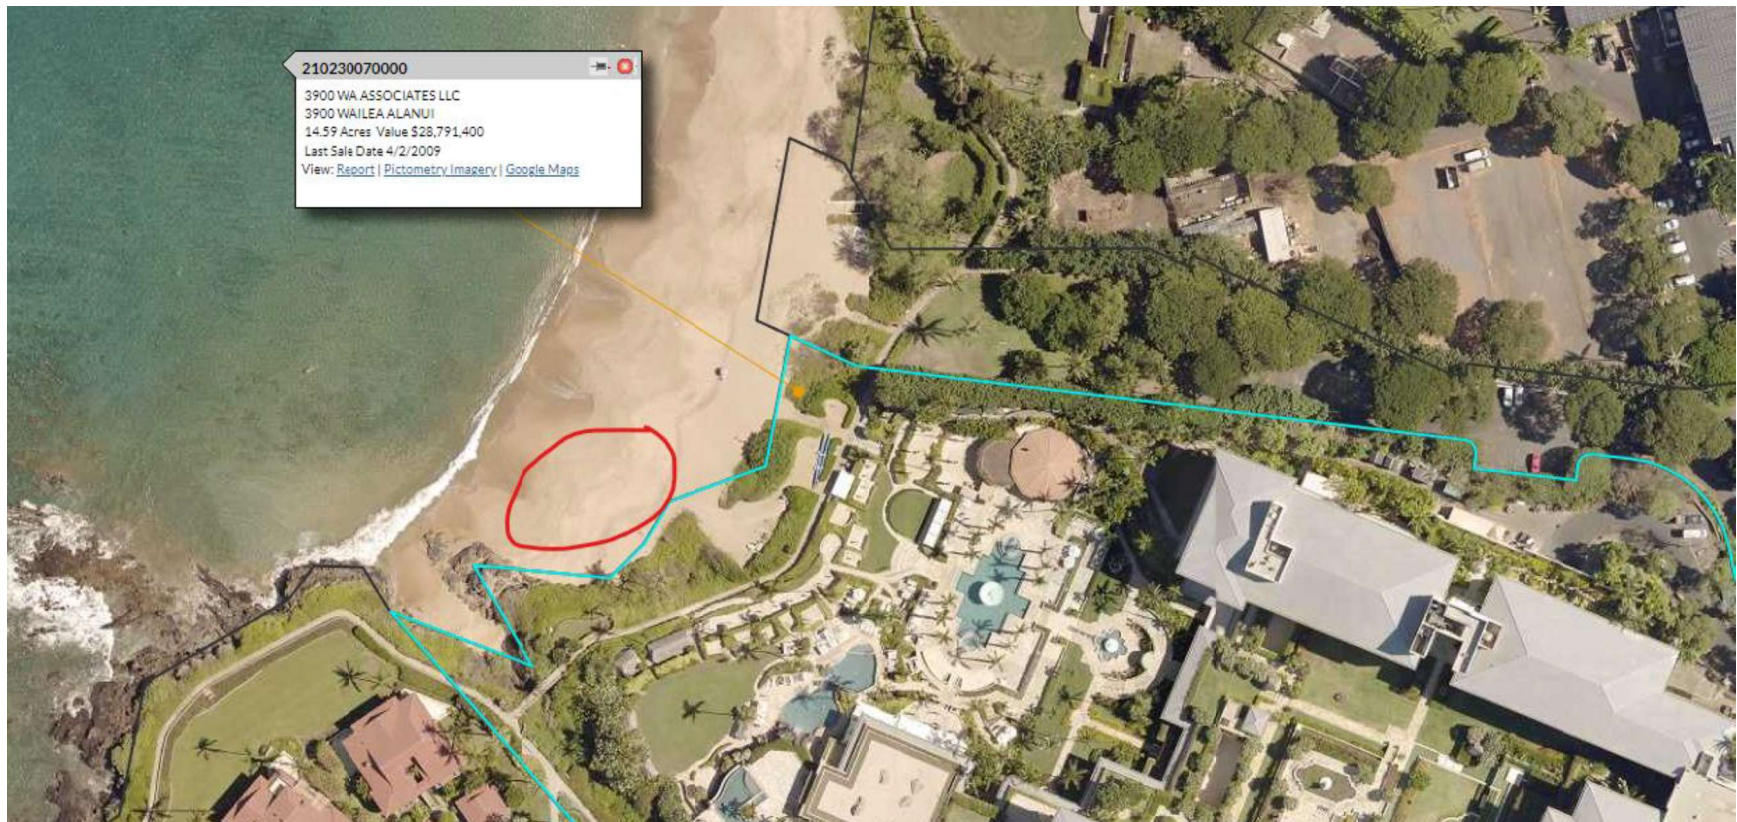 210230070000
3900 WA ASSOCIATES LLC
3900 WAILEA ALANUI
14.59 Acres Value $28,791,400
Last Sale Date 4/2/2009
View: Report | Pictometry Imagery | Google Maps